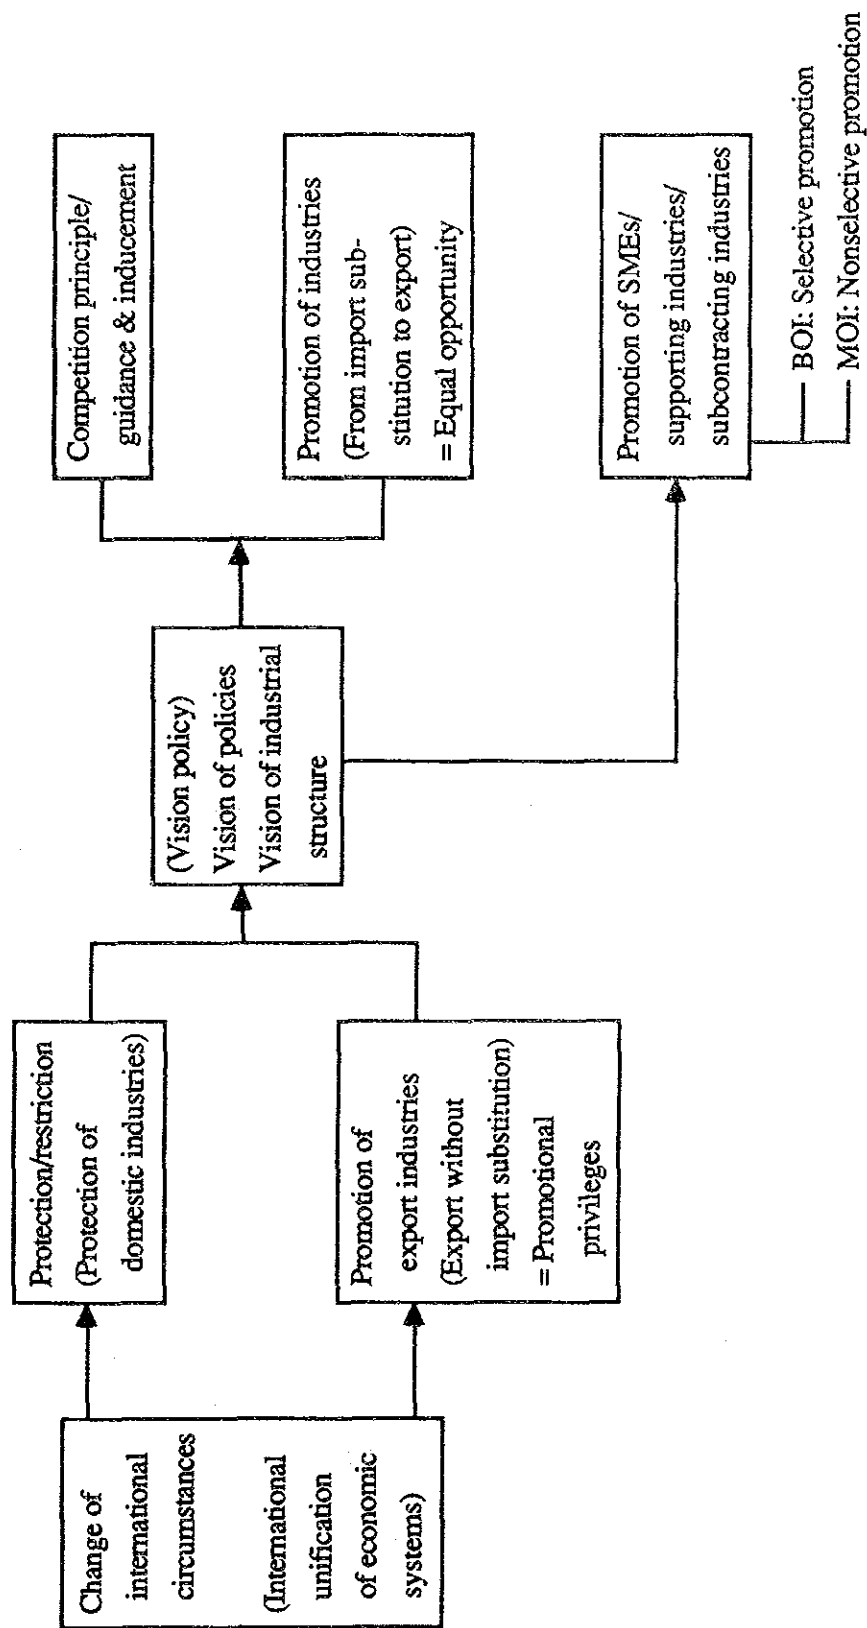 Change of
international
circumstances
(International
unification
of economic
systems)
Protection/restriction
(Protection of
domestic industries)
Promotion of
export industries
(Export without
import substitution)
= Promotional
privileges
(Vision policy)
Vision of policies
Vision of industrial
structure
Competition principle/
guidance & inducement
Promotion of industries
(From import sub-
stitution to export)
= Equal opportunity
Promotion of SMEs/
supporting industries/
subcontracting industries
BOI: Selective promotion
MOI: Nonselective promotion